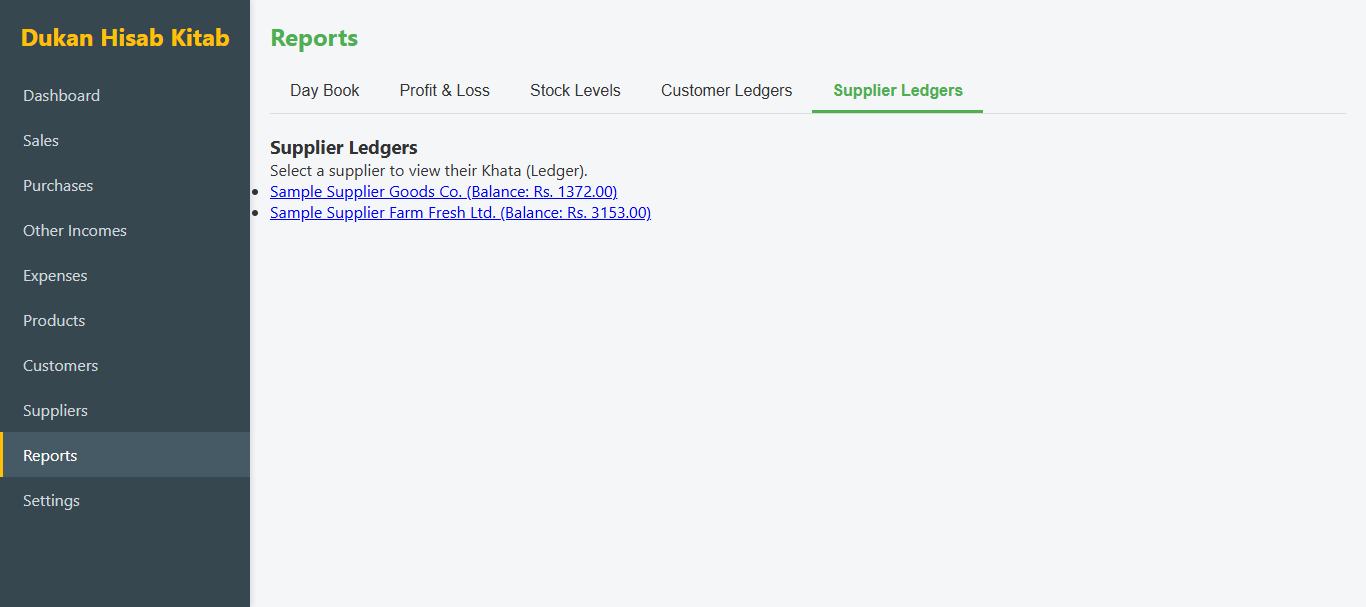 Dukan Hisab Kitab
Dashboard
Sales
Purchases
Other Incomes
Expenses
Products
Customers
Suppliers
Reports
Settings
Reports
Day Book Profit & Loss Stock Levels Customer Ledgers Supplier Ledgers
Supplier Ledgers
Select a supplier to view their Khata (Ledger).
Sample Supplier Goods Co. (Balance: Rs. 1372.00)
Sample Supplier Farm Fresh Ltd. (Balance: Rs. 3153.00)